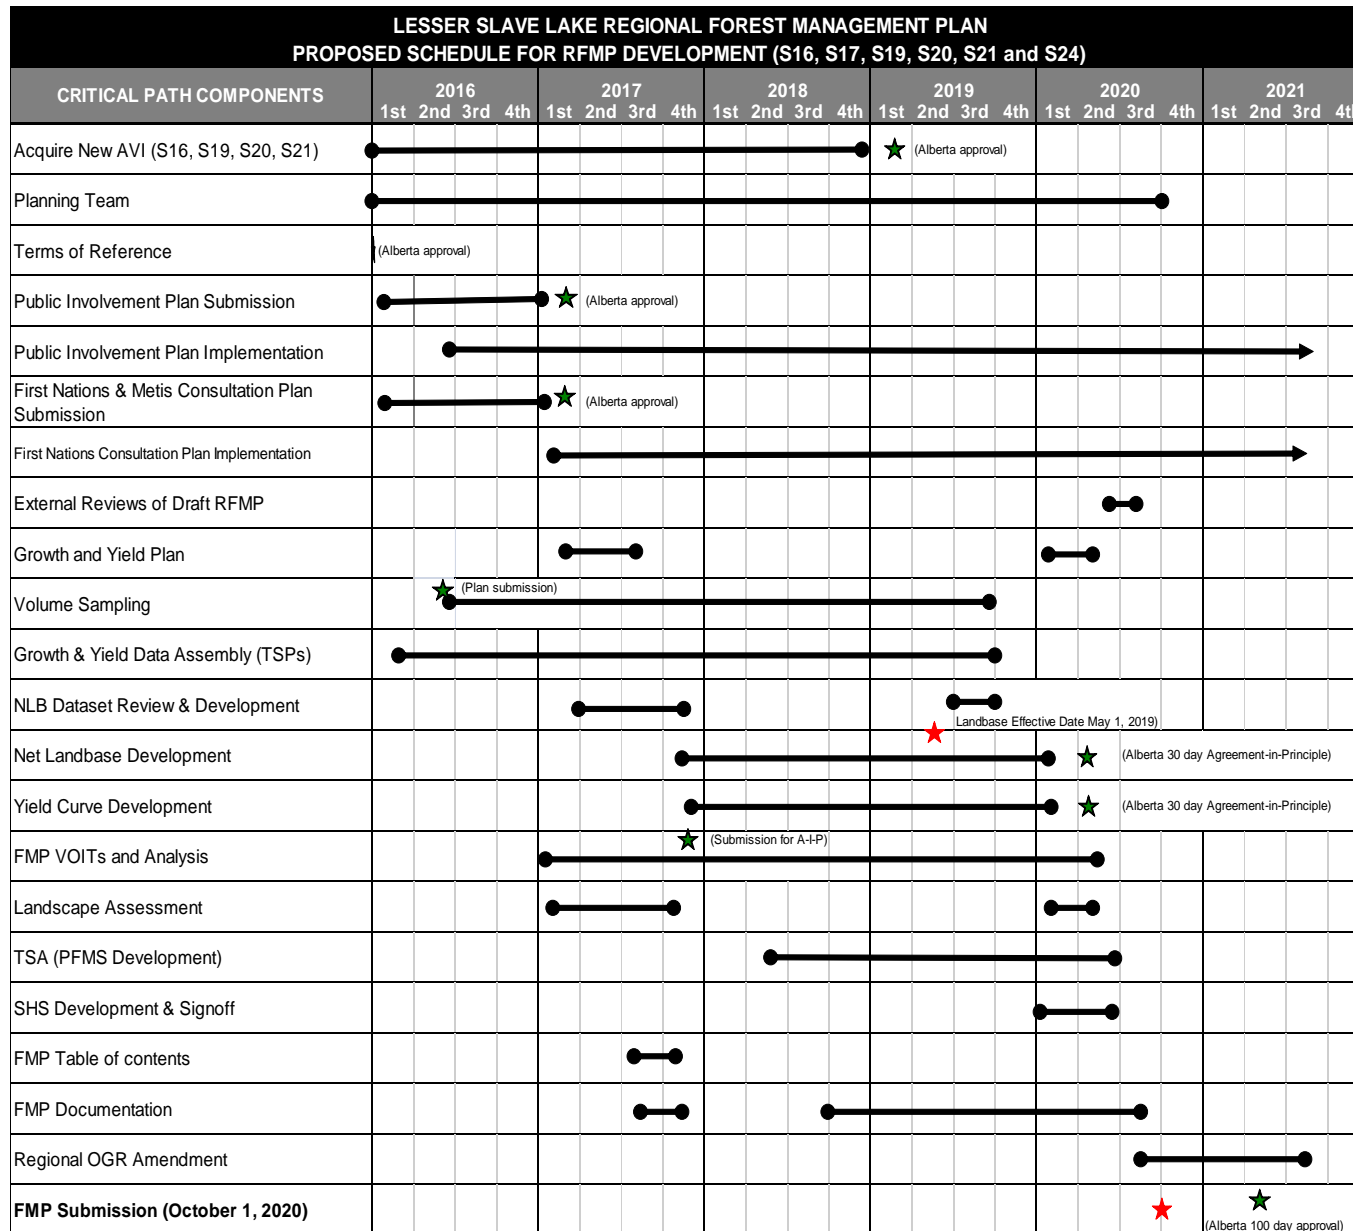 LESSER SLAVE LAKE REGIONAL FOREST MANAGEMENT PLAN
PROPOSED SCHEDULE FOR RFMP DEVELOPMENT (S16, S17, S19, S20, S21 and S24)
CRITICAL PATH COMPONENTS
2016 2017 2018 2019 2020 2021
1st 2nd 3rd 4th 1st 2nd 3rd 4th 1st 2nd 3rd 4th 1st 2nd 3rd 4th 1st 2nd 3rd 4th 1st 2nd 3rd 4th
Acquire New AVI (S16, S19, S20, S21)
(Alberta approval)
Planning Team
Terms of Reference
(Alberta approval)
Public Involvement Plan Submission
(Alberta approval)
Public Involvement Plan Implementation
First Nations & Metis Consultation Plan
Submission
(Alberta approval)
First Nations Consultation Plan Implementation
External Reviews of Draft RFMP
Growth and Yield Plan
(Plan submission)
Volume Sampling
Growth & Yield Data Assembly (TSPs)
NLB Dataset Review & Development
Landbase Effective Date May 1, 2019)
Net Landbase Development
(Alberta 30 day Agreement-in-Principle)
Yield Curve Development
(Alberta 30 day Agreement-in-Principle)
(Submission for A-I-P)
FMP VOITs and Analysis
Landscape Assessment
TSA (PFMS Development)
SHS Development & Signoff
FMP Table of contents
FMP Documentation
Regional OGR Amendment
FMP Submission (October 1, 2020)
(Alberta 100 day approval)